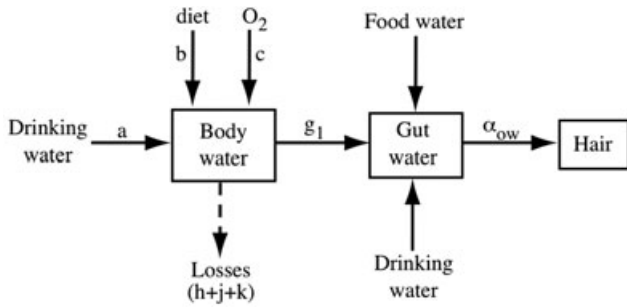 diet
O2
Food water
b
c
Drinking
water
a
Body
water
g1
Gut
water
αow
Hair
Losses
(h+j+k)
Drinking
water